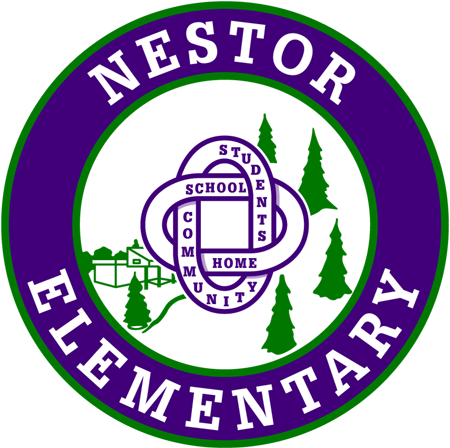 NESTOR
STUDENTS
SCHOOL
COMMUNITY
HOME
ELEMENTARY